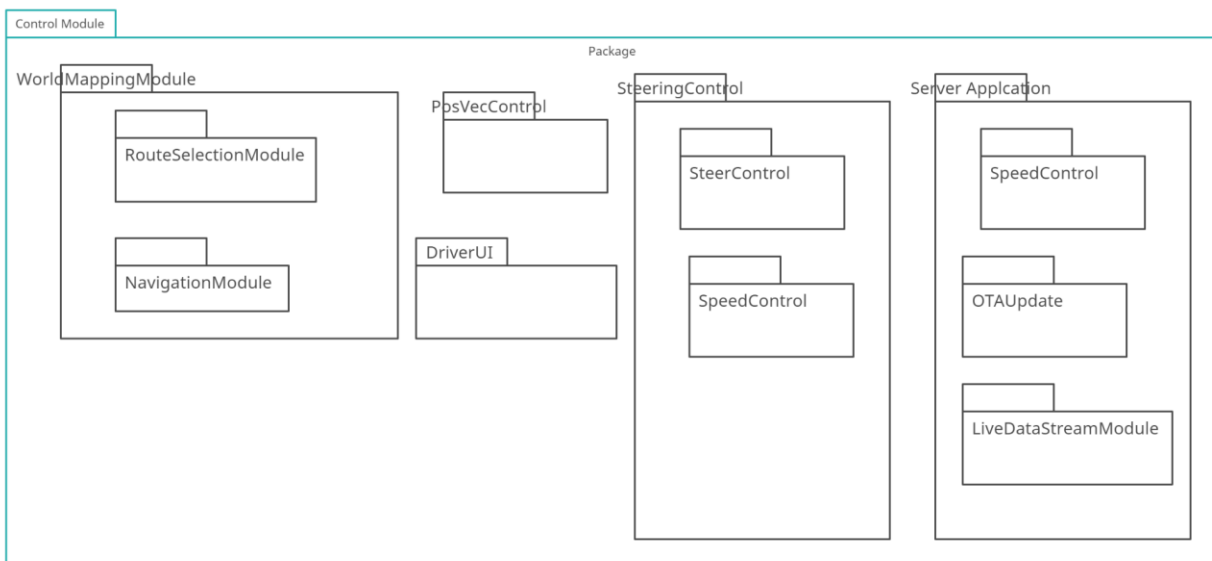 Control Module
Package
WorldMappingModule
RouteSelectionModule
NavigationModule
PosVecControl
DriverUI
SteeringControl
SteerControl
SpeedControl
Server Applcation
SpeedControl
OTAUpdate
LiveDataStreamModule